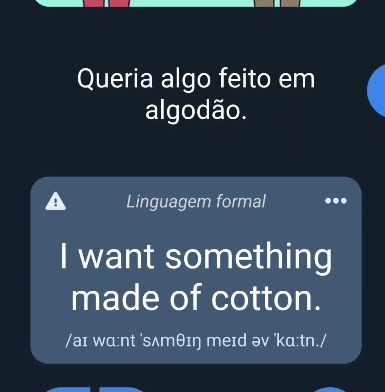 Queria algo feito em
algodão.
Linguagem formal
I want something
made of cotton.
/aɪ wɑːnt ˈsʌmθɪŋ meɪd əv ˈkɑːtn./